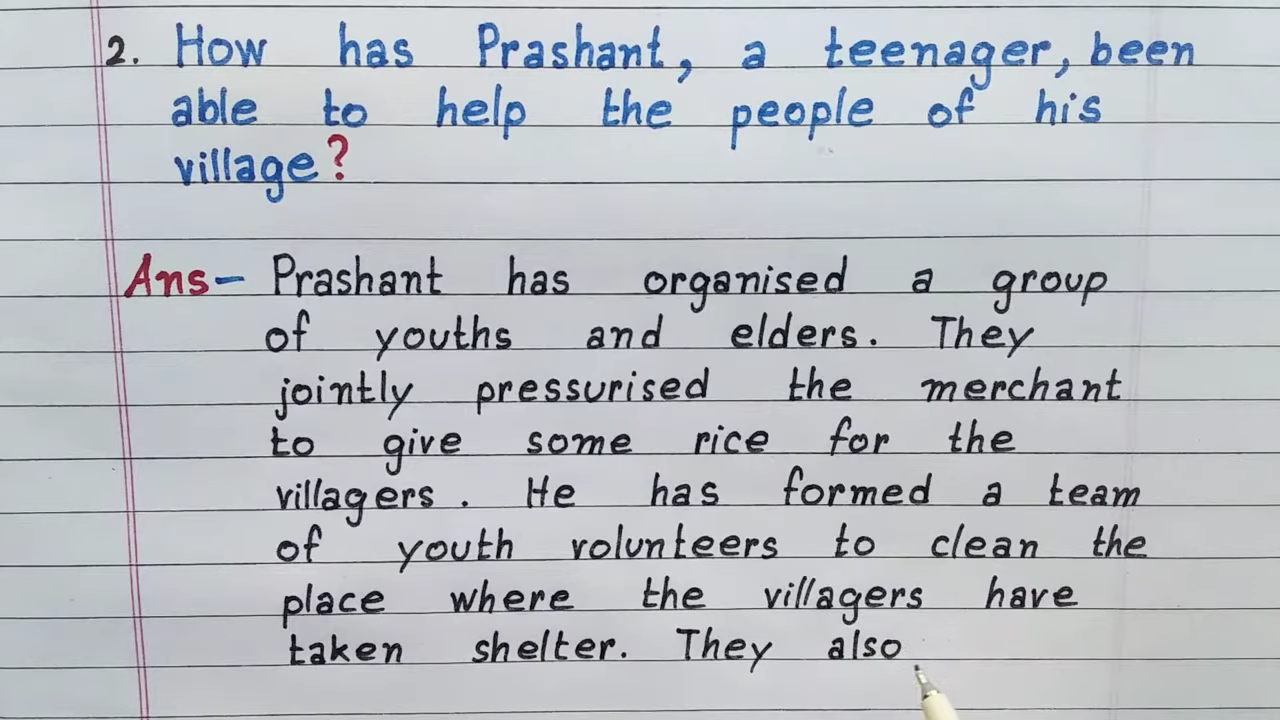 2. How has Prashant, a teenager, been
able to help the people of his
village?
Ans- Prashant has organised a group
of youths and elders. They
jointly pressurised the merchant
to give some rice for the
villagers. He has formed a team
of youth volunteers to clean the
place where the villagers have
taken shelter. They also